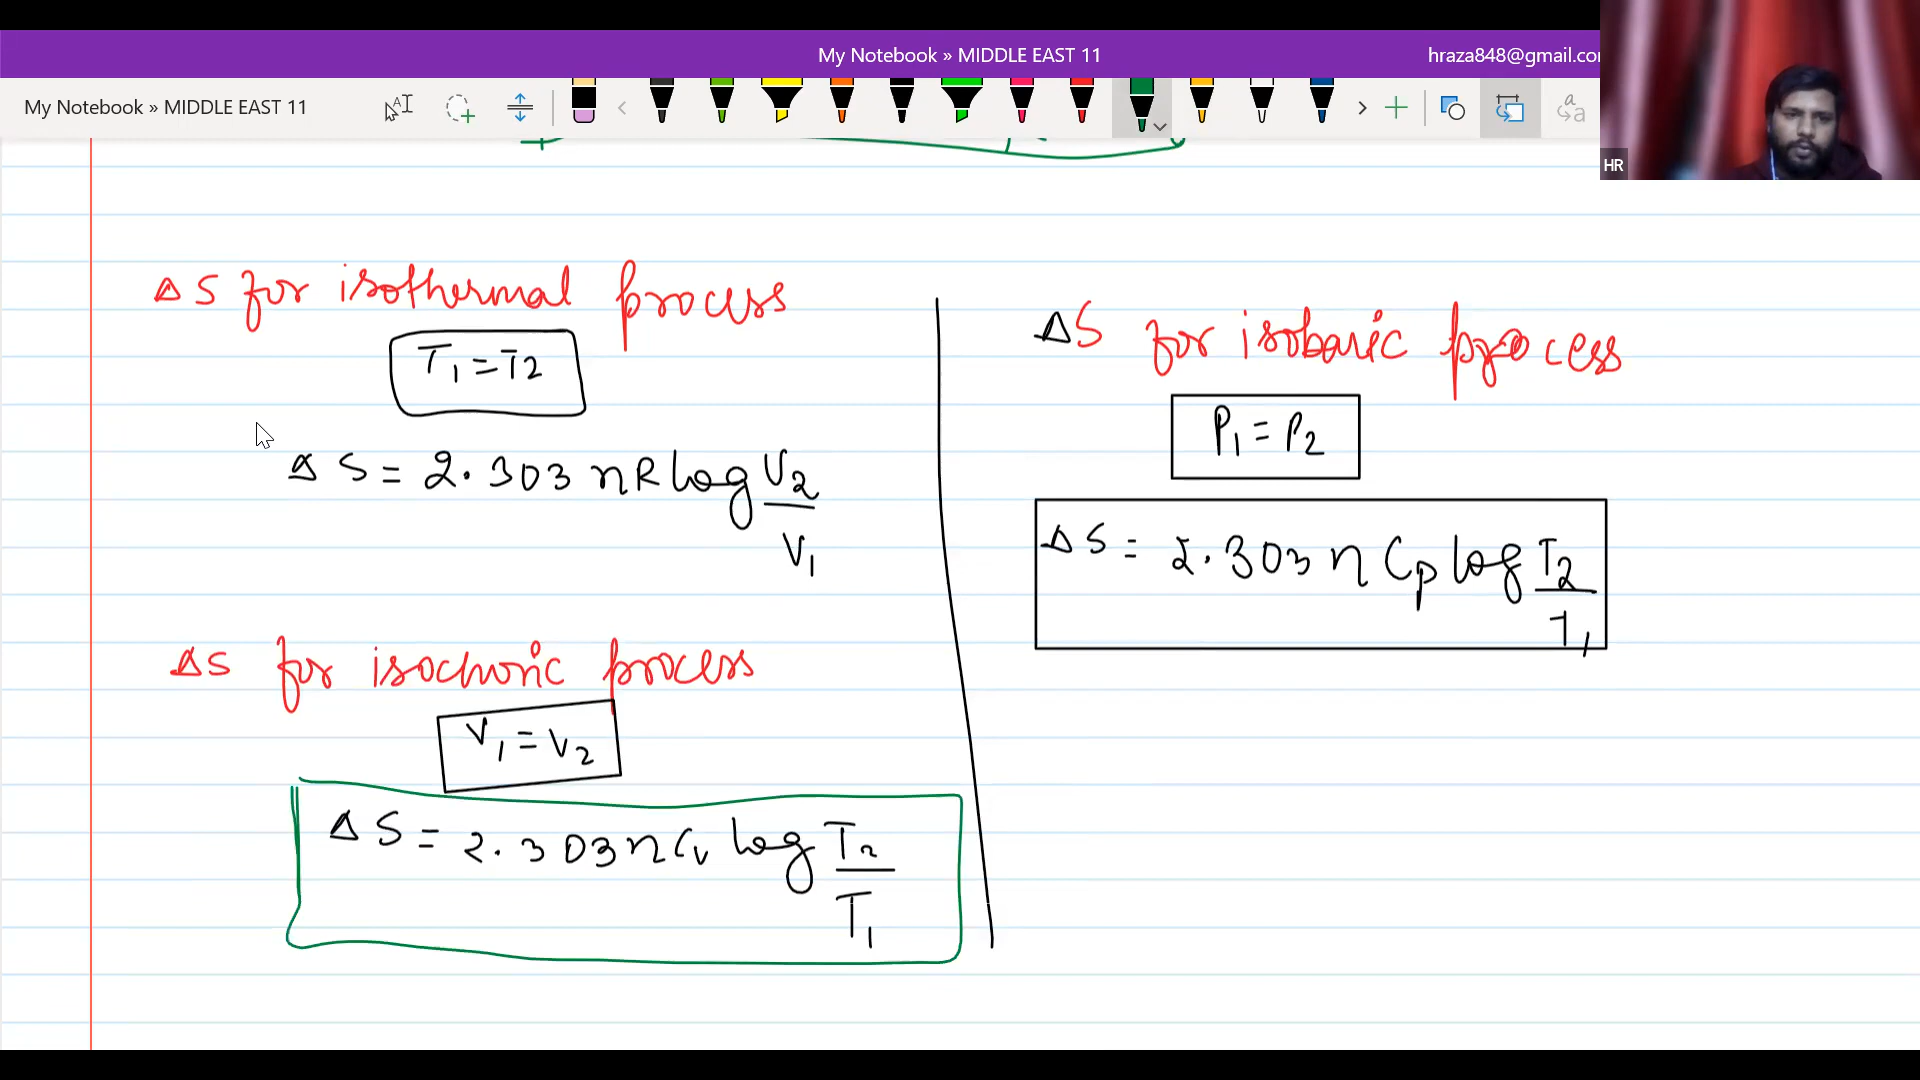 My Notebook » MIDDLE EAST 11
hraza848@gmail.co
My Notebook » MIDDLE EAST 11
HR
ΔS for isothermal process
T₁ = T₂
ΔS = 2.303 nR log V₂
V₁
ΔS for isochoric process
V₁ = V₂
ΔS = 2.303 n Cv log T₂
T₁
ΔS for isobaric process
P₁ = P₂
ΔS = 2.303 n Cp log T₂
T₁